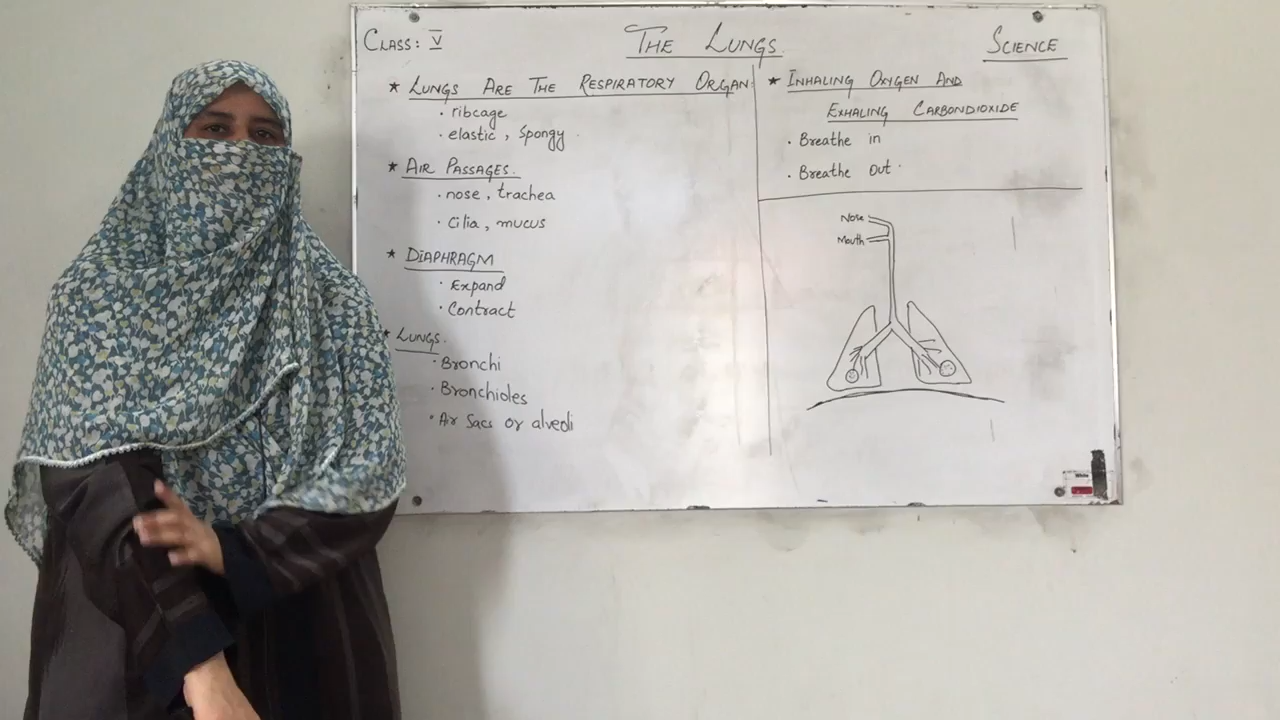 CLASS: V
THE LUNGS
SCIENCE
* LUNGS ARE THE RESPIRATORY ORGAN:
· ribcage
· elastic, spongy.
* AIR PASSAGES.
· nose, trachea
· cilia, mucus
* DIAPHRAGM
· Expand
· Contract
* LUNGS.
· Bronchi
· Bronchioles
· Air Sacs or alveoli
* INHALING OXYGEN AND
EXHALING CARBONDIOXIDE
· Breathe in
· Breathe Out.
Nose
Mouth
White